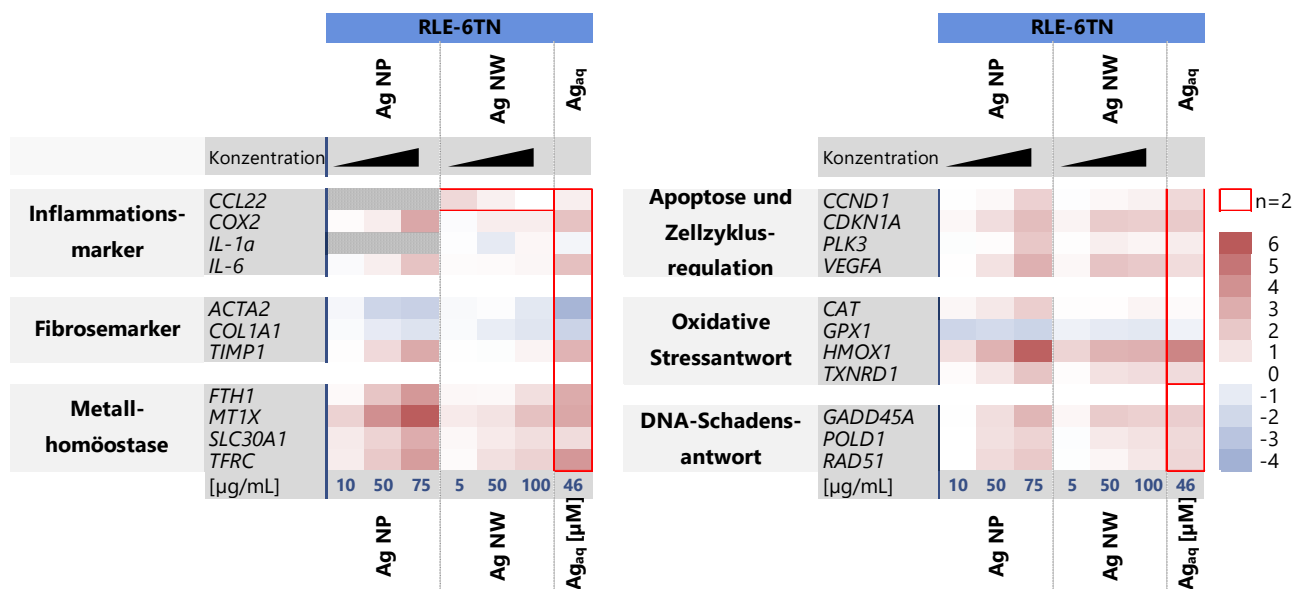 RLE-6TN
Ag NP
Ag NW
Agaq
Konzentration
Inflammations-
marker
CCL22
COX2
IL-1a
IL-6
Fibrosemarker
ACTA2
COL1A1
TIMP1
Metall-
homöostase
FTH1
MT1X
SLC30A1
TFRC
[µg/mL] 10 50 75 5 50 100 46
Ag NP
Ag NW
Agaq [µM]
RLE-6TN
Ag NP
Ag NW
Agaq
Konzentration
Apoptose und
Zellzyklus-
regulation
CCND1
CDKN1A
PLK3
VEGFA
Oxidative
Stressantwort
CAT
GPX1
HMOX1
TXNRD1
DNA-Schadens-
antwort
GADD45A
POLD1
RAD51
[µg/mL] 10 50 75 5 50 100 46
Ag NP
Ag NW
Agaq [µM]
n=2
6
5
4
3
2
1
0
-1
-2
-3
-4